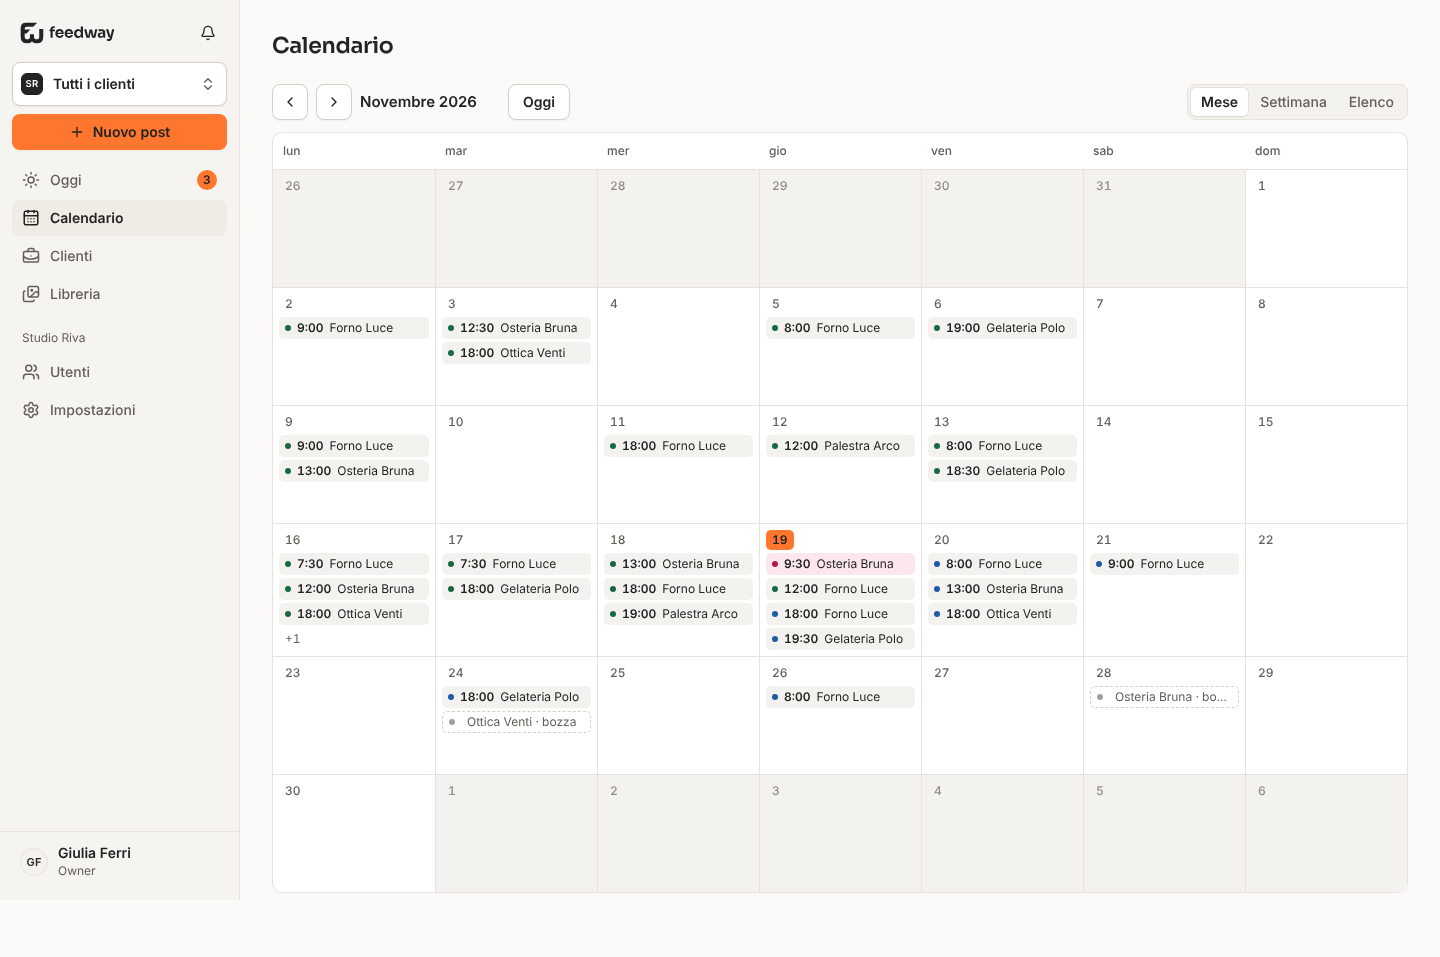 feedway
SR Tutti i clienti
+ Nuovo post
Oggi 3
Calendario
Clienti
Libreria
Studio Riva
Utenti
Impostazioni
GF Giulia Ferri
Owner
Calendario
Novembre 2026 Oggi
Mese Settimana Elenco
lun mar mer gio ven sab dom
26 27 28 29 30 31 1
2
9:00 Forno Luce
3
12:30 Osteria Bruna
18:00 Ottica Venti
4
5
8:00 Forno Luce
6
19:00 Gelateria Polo
7
8
9
9:00 Forno Luce
13:00 Osteria Bruna
10
11
18:00 Forno Luce
12
12:00 Palestra Arco
13
8:00 Forno Luce
18:30 Gelateria Polo
14
15
16
7:30 Forno Luce
12:00 Osteria Bruna
18:00 Ottica Venti
+1
17
7:30 Forno Luce
18:00 Gelateria Polo
18
13:00 Osteria Bruna
18:00 Forno Luce
19:00 Palestra Arco
19
9:30 Osteria Bruna
12:00 Forno Luce
18:00 Forno Luce
19:30 Gelateria Polo
20
8:00 Forno Luce
13:00 Osteria Bruna
18:00 Ottica Venti
21
9:00 Forno Luce
22
23
24
18:00 Gelateria Polo
Ottica Venti · bozza
25
26
8:00 Forno Luce
27
28
Osteria Bruna · bo...
29
30 1 2 3 4 5 6